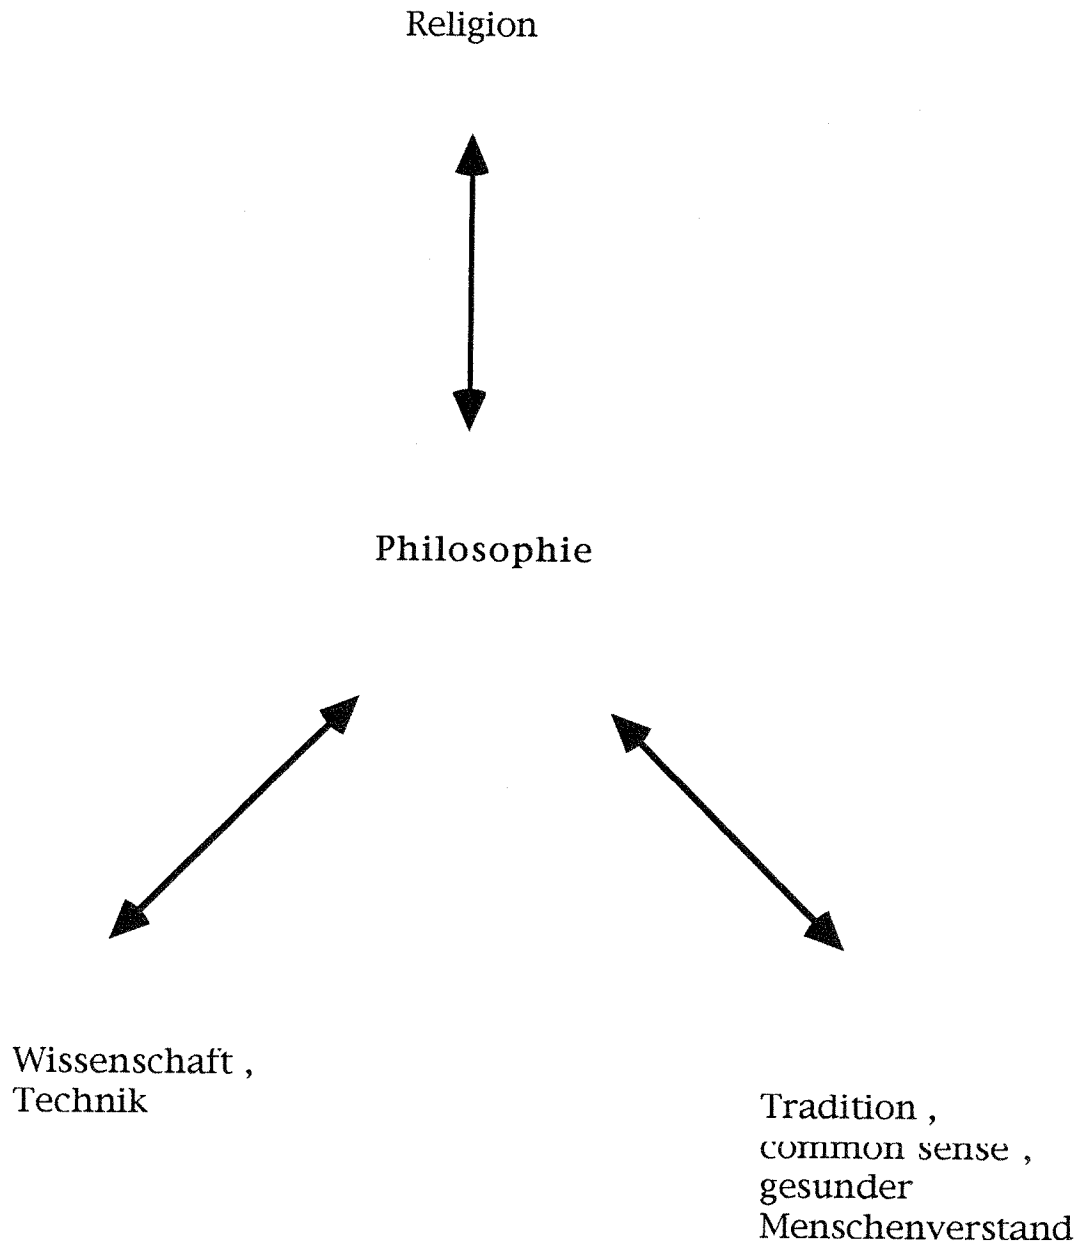 Religion
Philosophie
Wissenschaft ,
Technik
Tradition ,
common sense ,
gesunder
Menschenverstand